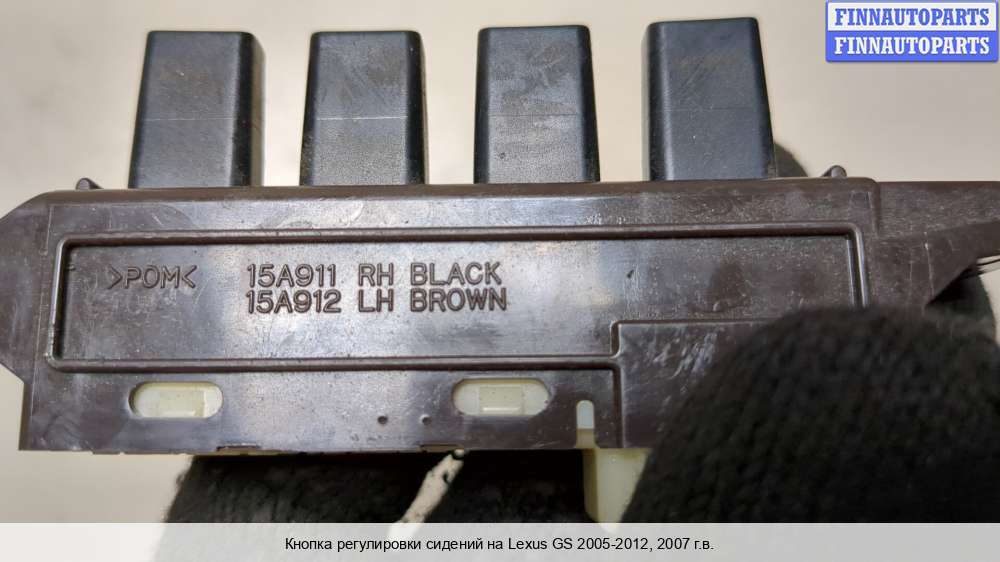 FINNAUTOPARTS
FINNAUTOPARTS
>POM< 15A911 RH BLACK
15A912 LH BROWN
Кнопка регулировки сидений на Lexus GS 2005-2012, 2007 г.в.